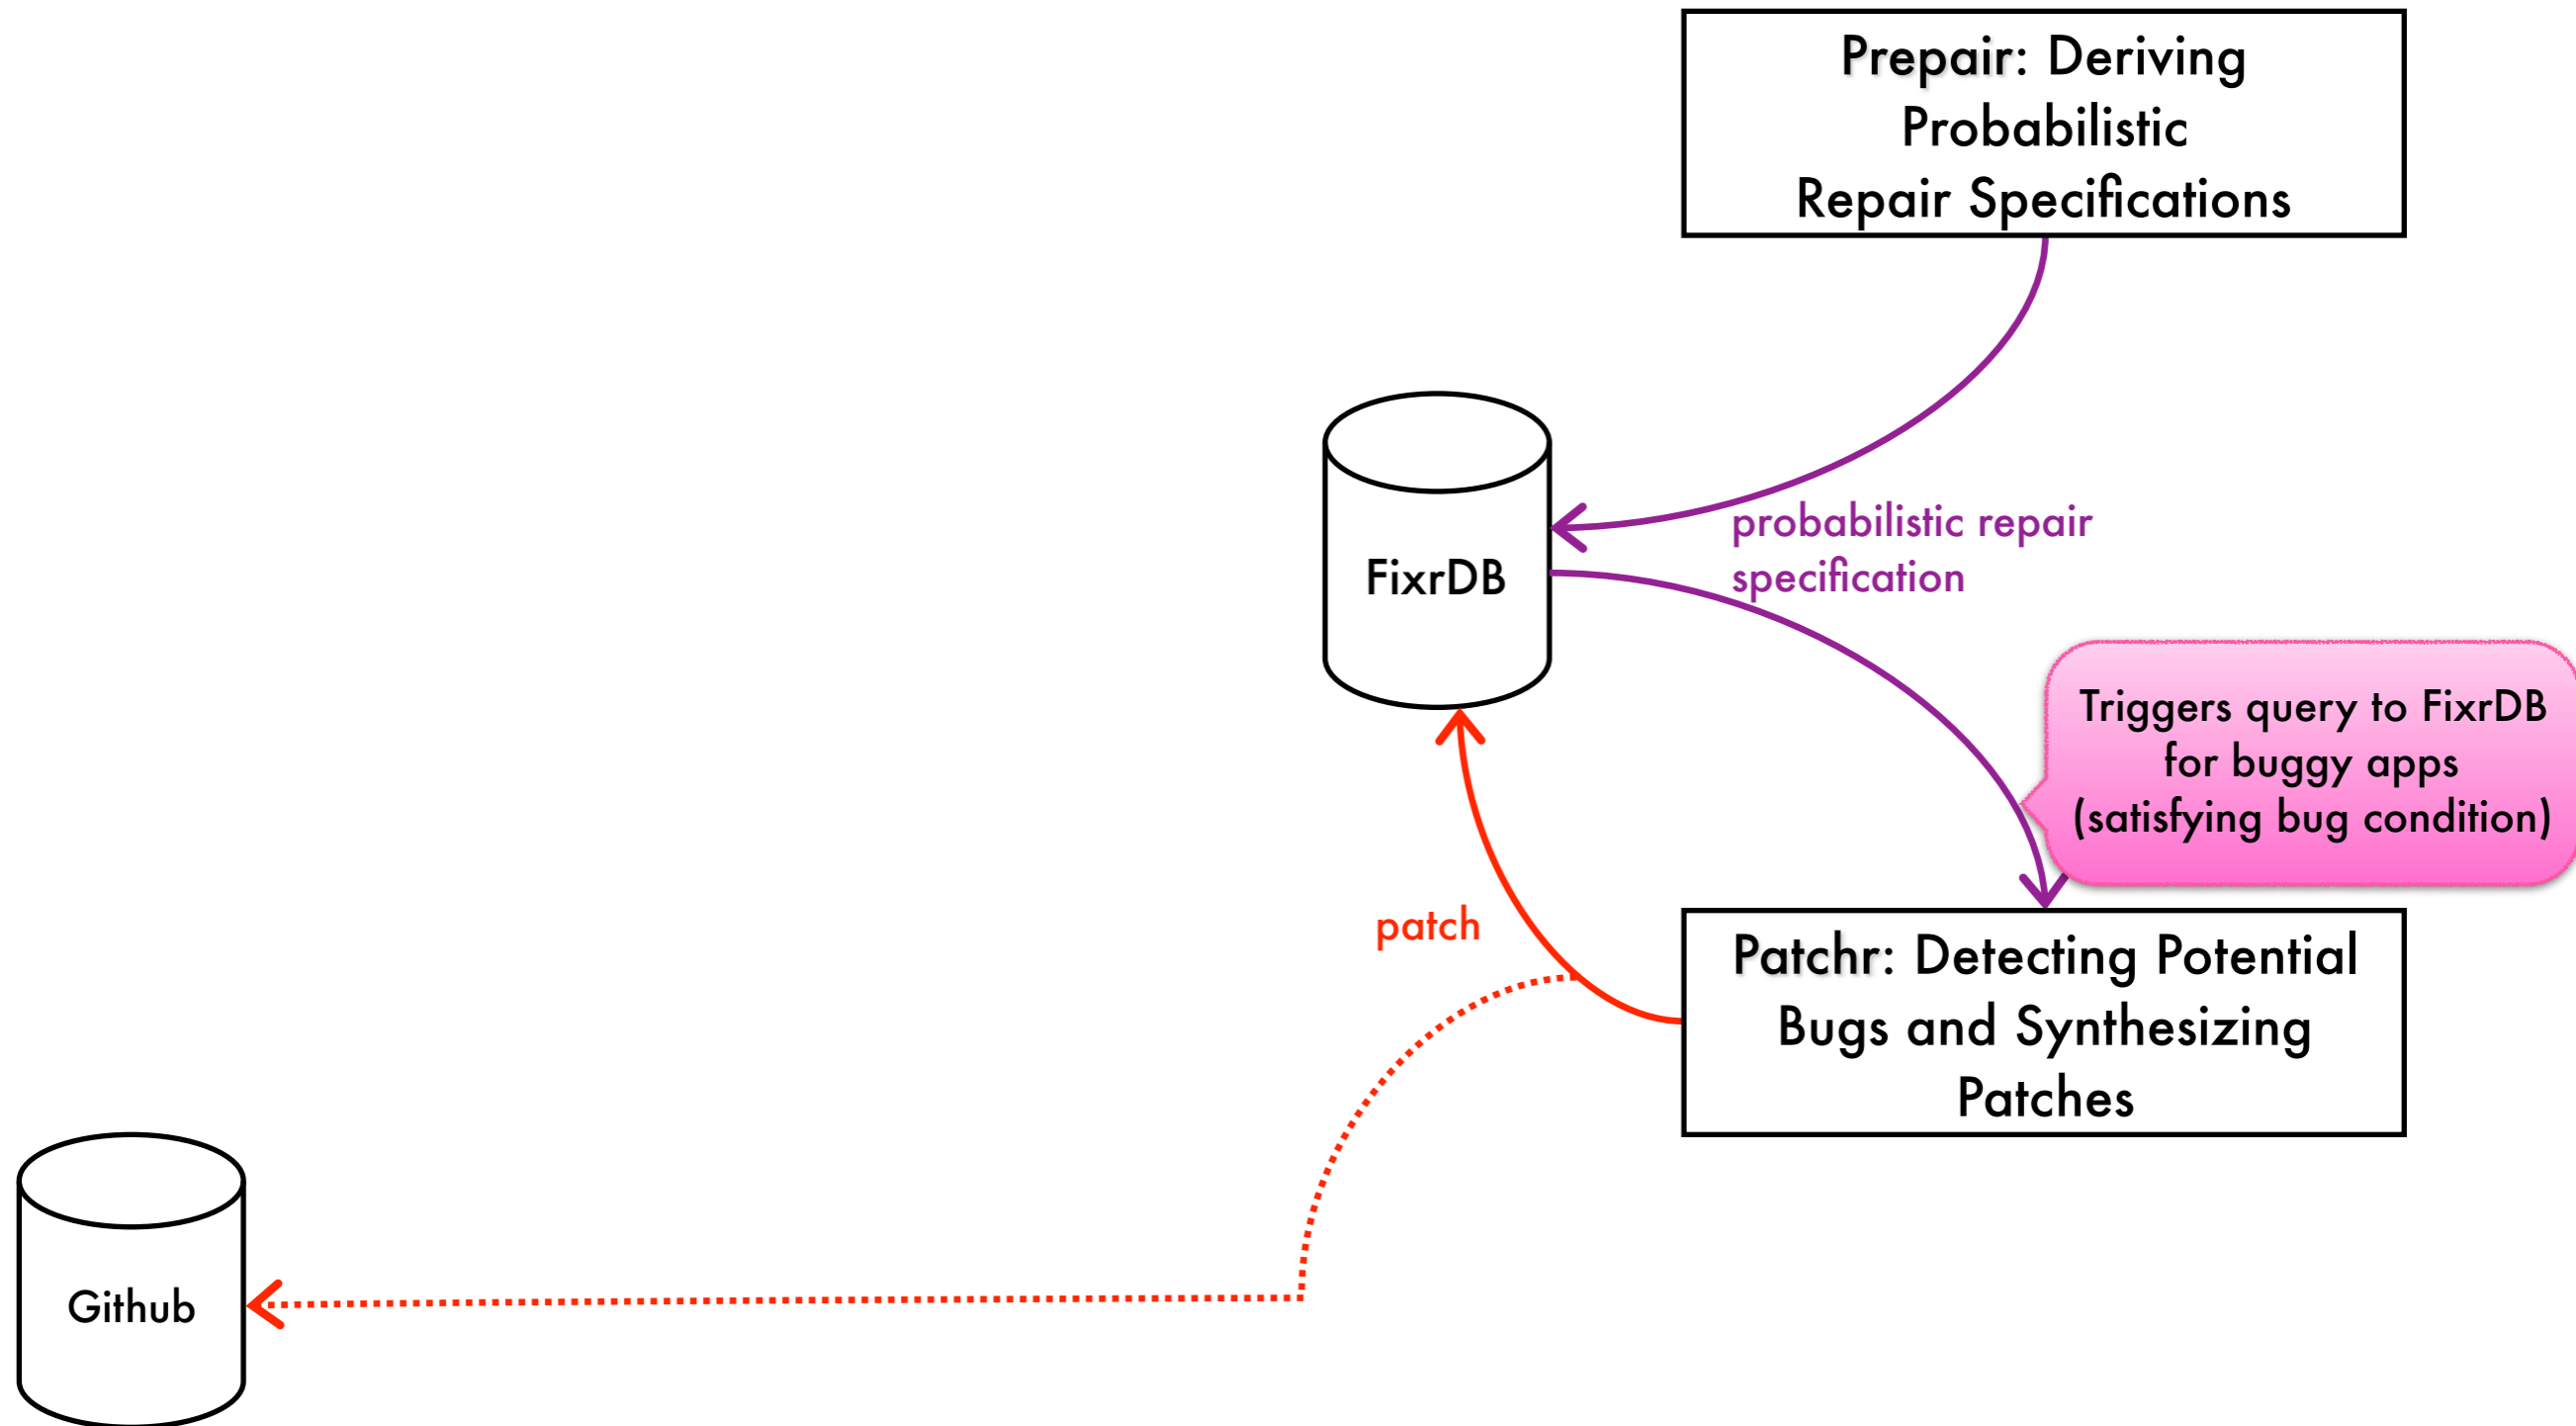 Prepair: Deriving
Probabilistic
Repair Specifications
probabilistic repair
specification
FixrDB
Triggers query to FixrDB
for buggy apps
(satisfying bug condition)
patch
Patchr: Detecting Potential
Bugs and Synthesizing
Patches
Github